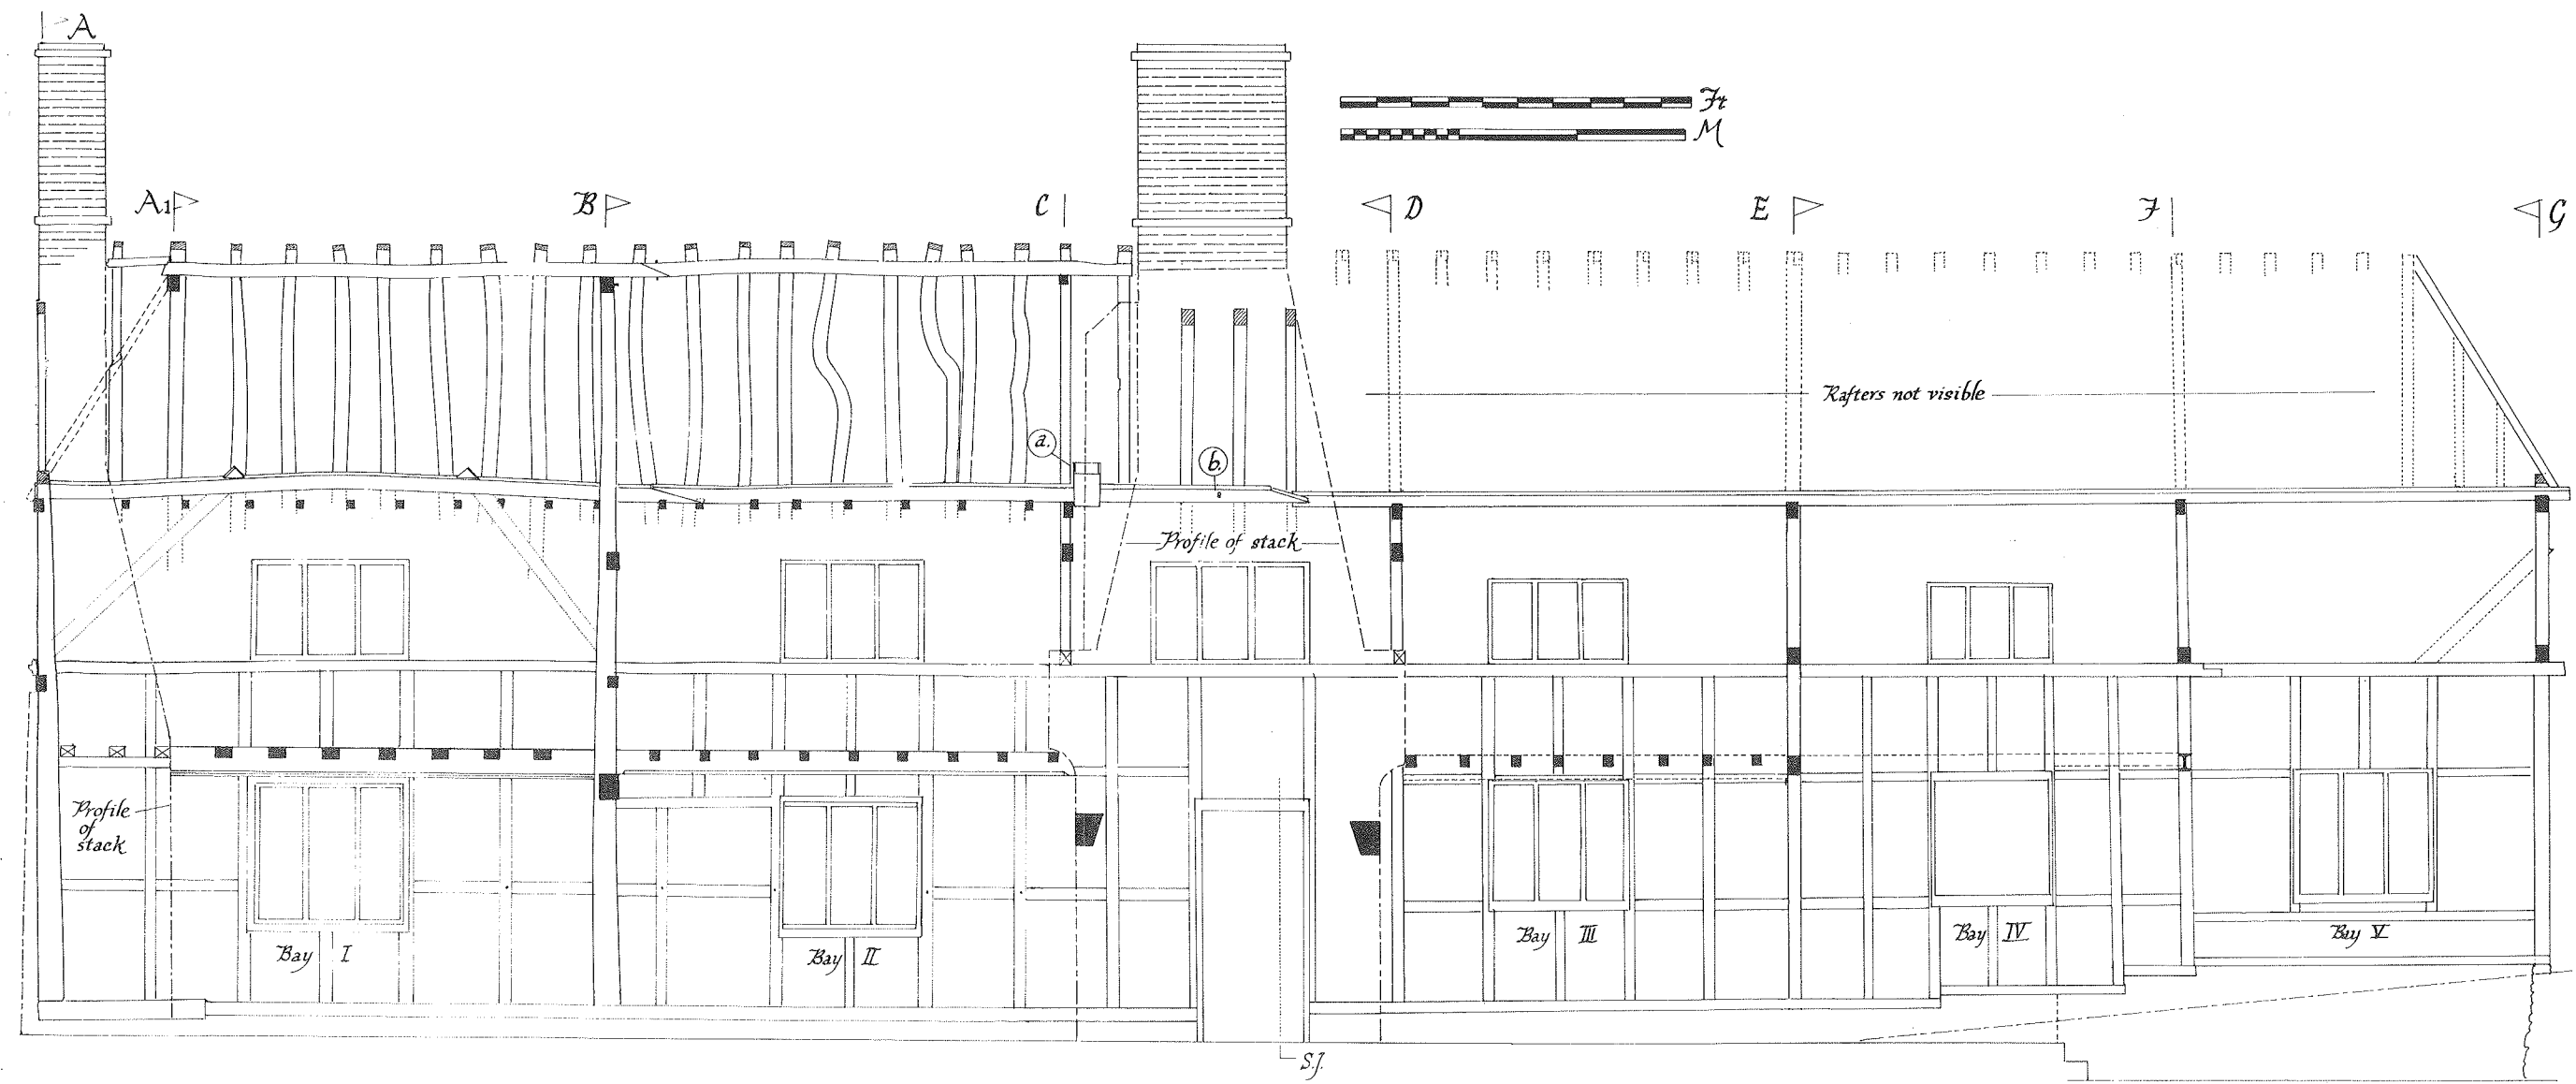 A
Ft
M
A1
B
C
D
E
F
G
Rafters not visible
a.
b.
Profile of stack
Profile
of
stack
Bay I
Bay II
Bay III
Bay IV
Bay V
S.J.